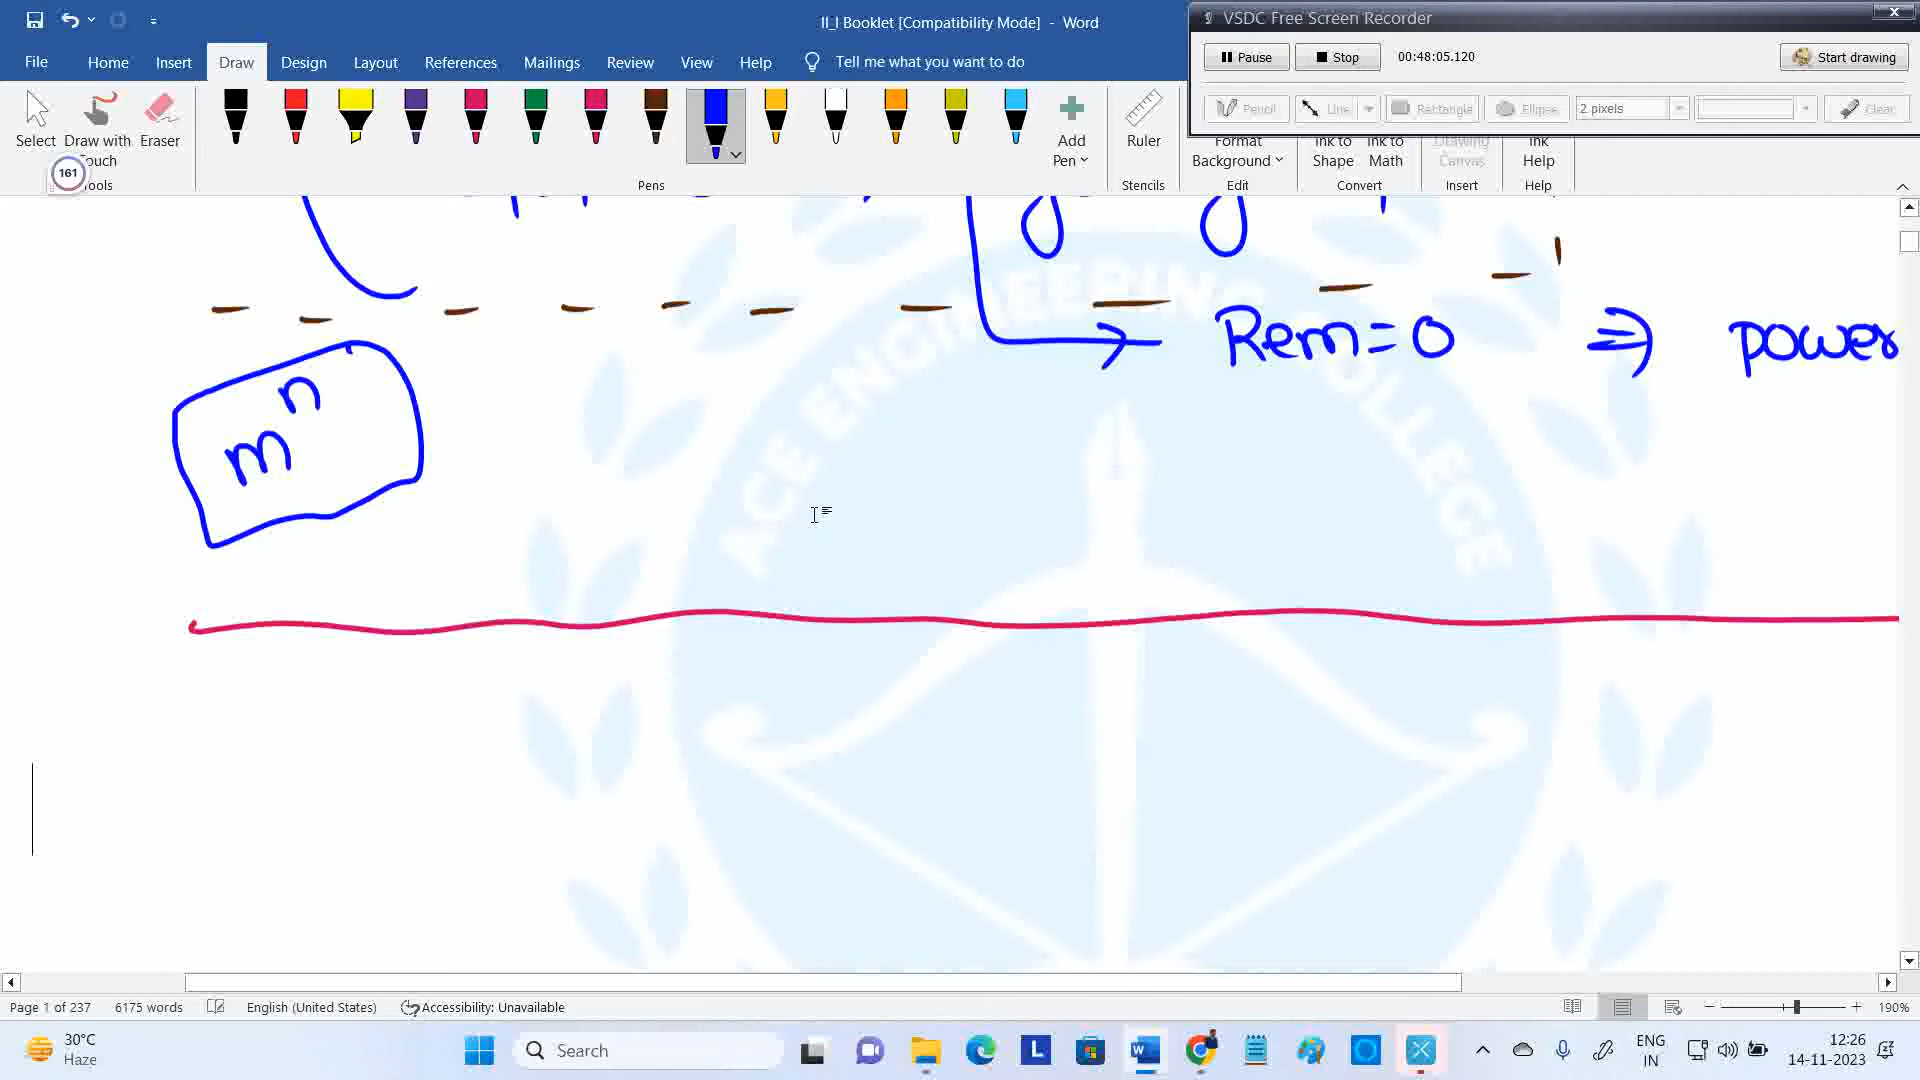 II_I Booklet [Compatibility Mode] - Word
VSDC Free Screen Recorder
File Home Insert Draw Design Layout References Mailings Review View Help Tell me what you want to do
Pause Stop 00:48:05.120 Start drawing
Pencil Line Rectangle Ellipse 2 pixels Clear
Select Draw with Touch Eraser Add Pen Ruler Format Background Ink to Shape Ink to Math Drawing Canvas Ink Help
161
Tools Pens Stencils Edit Convert Insert Help
Rem=0 ⇒ power
m^n
ACE ENGINEERING COLLEGE
Page 1 of 237 6175 words English (United States) Accessibility: Unavailable 190%
30°C
Haze
Search
ENG
IN
12:26
14-11-2023